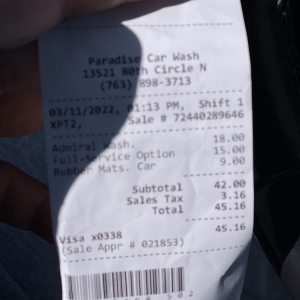 Paradise Car Wash
13521 80th Circle N
(763) 898-3713
03/11/2022, 01:13 PM, Shift 1
XPT2, Sale # 72440289646
Admiral Wash. 18.00
Full-Service Option 15.00
Rubber Mats. Car 9.00
Subtotal 42.00
Sales Tax 3.16
Total 45.16
Visa x0338 45.16
(Sale Appr # 021853)